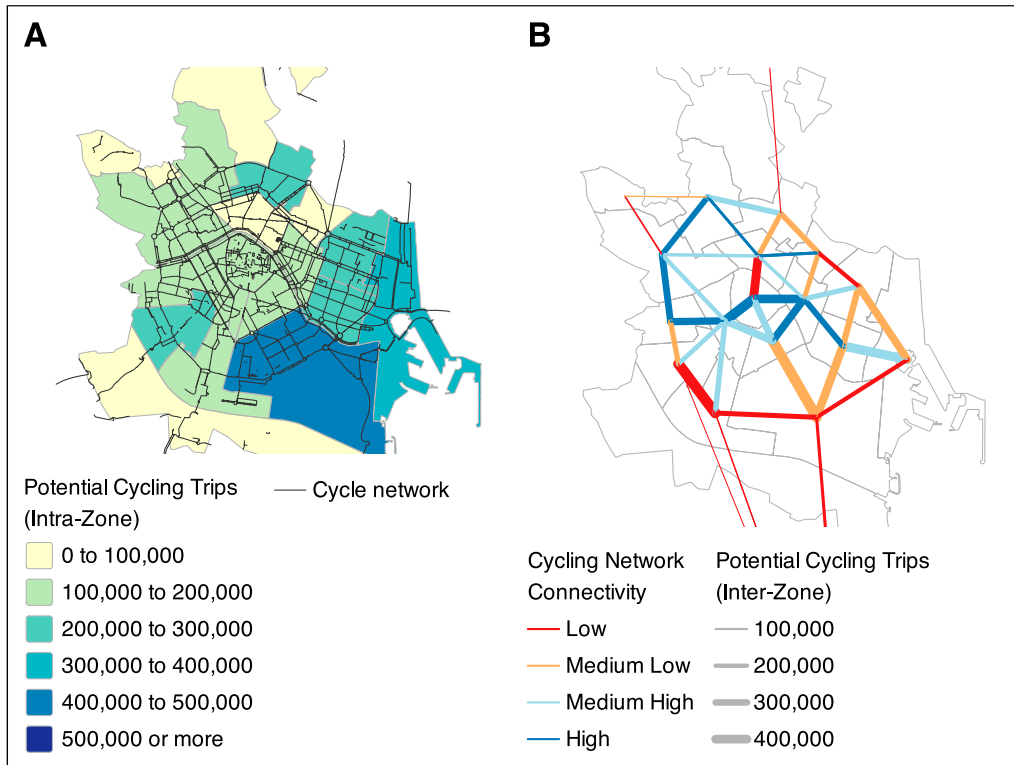 A
B
Potential Cycling Trips
(Intra-Zone)
Cycle network
0 to 100,000
100,000 to 200,000
200,000 to 300,000
300,000 to 400,000
400,000 to 500,000
500,000 or more
Cycling Network
Connectivity
Low
Medium Low
Medium High
High
Potential Cycling Trips
(Inter-Zone)
100,000
200,000
300,000
400,000